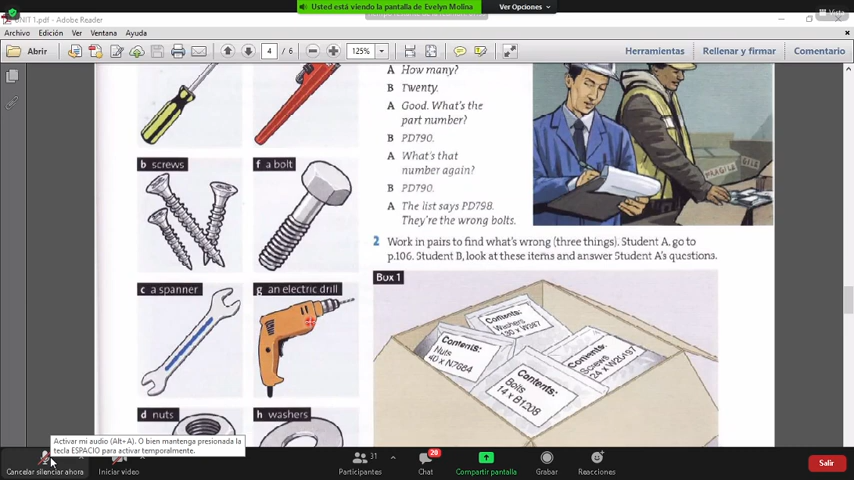 Usted está viendo la pantalla de Evelyn Molina
Ver Opciones
Vista
UNIT 1.pdf - Adobe Reader
Archivo Edición Ver Ventana Ayuda
Abrir
4 / 6
125%
Herramientas
Rellenar y firmar
Comentario
A How many?
B Twenty.
A Good. What's the
part number?
B PD790.
A What's that
number again?
B PD790.
A The list says PD798.
They're the wrong bolts.
b screws
f a bolt
FRAGILE
2 Work in pairs to find what's wrong (three things). Student A, go to
p.106. Student B, look at these items and answer Student A's questions.
Box 1
c a spanner
g an electric drill
Contents:
Washers
Contents:
Nuts
40 x N7664
Contents:
Screws
Contents:
Bolts
14 x B1208
d nuts
h washers
Activar mi audio (Alt+A). O bien mantenga presionada la
tecla ESPACIO para activar temporalmente.
Cancelar silenciar ahora
Iniciar video
31
Participantes
28
Chat
Compartir pantalla
Grabar
Reacciones
Salir